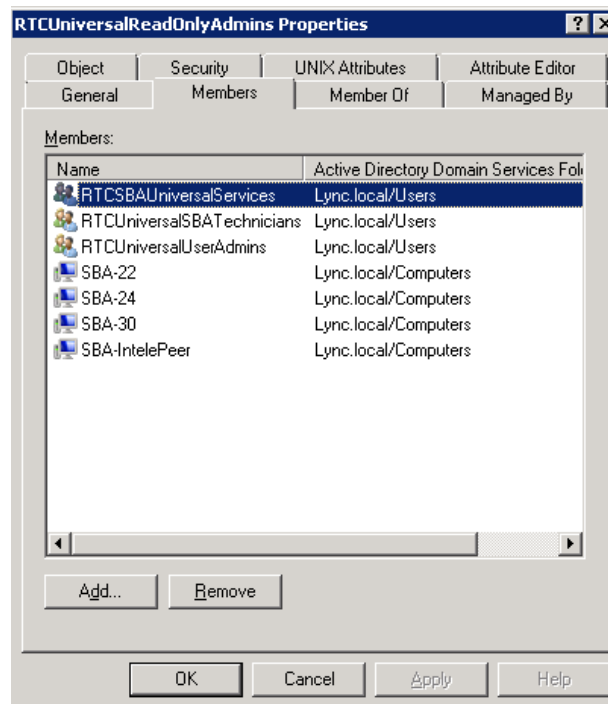 RTCUniversalReadOnlyAdmins Properties
Object Security UNIX Attributes Attribute Editor
General Members Member Of Managed By
Members:
Name Active Directory Domain Services Fol
RTCSBAUniversalServices Lync.local/Users
RTCUniversalSBATechnicians Lync.local/Users
RTCUniversalUserAdmins Lync.local/Users
SBA-22 Lync.local/Computers
SBA-24 Lync.local/Computers
SBA-30 Lync.local/Computers
SBA-IntelePeer Lync.local/Computers
Add... Remove
OK Cancel Apply Help